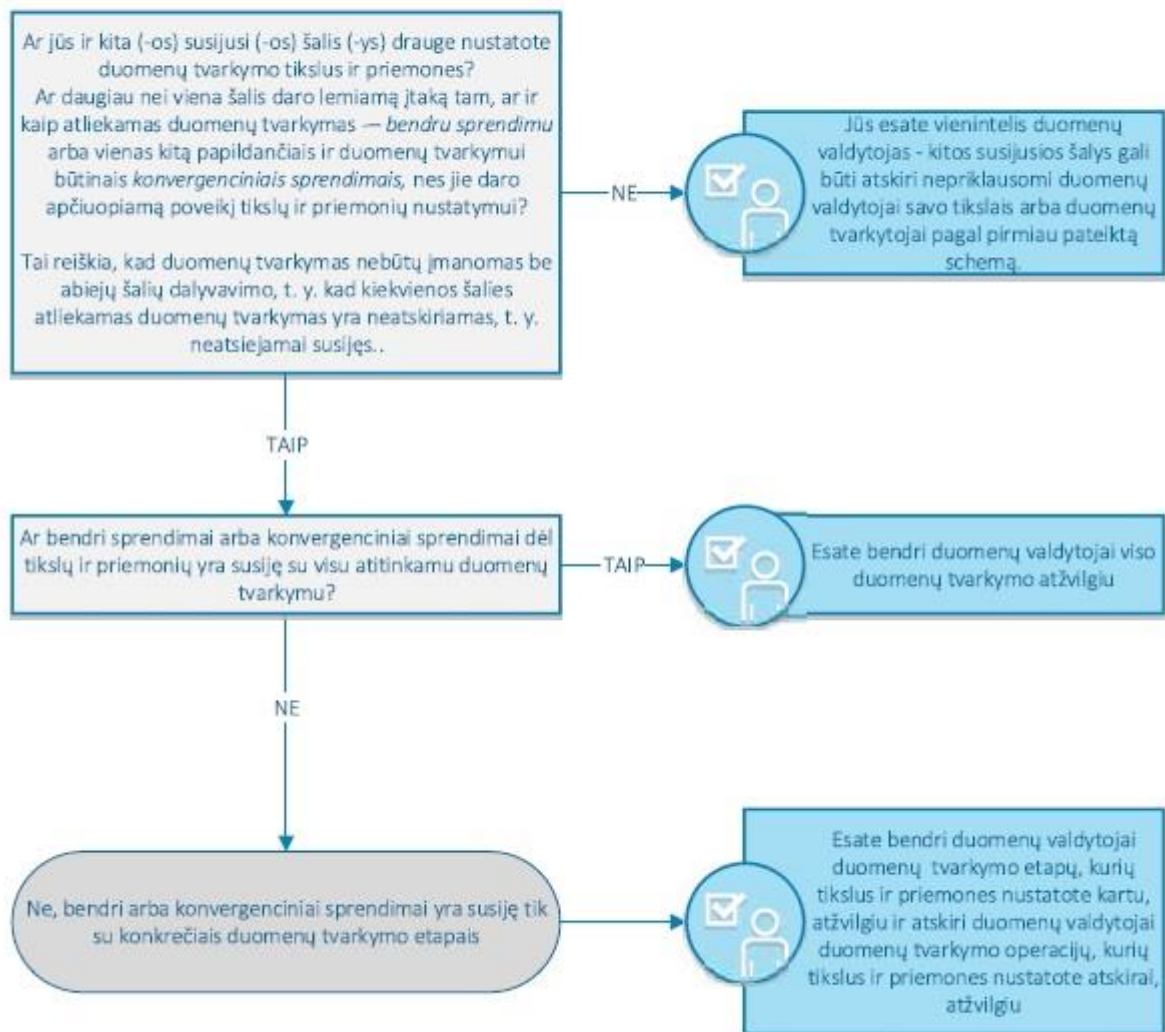 Ar jūs ir kita (-os) susijusi (-os) šalis (-ys) drauge nustatote
duomenų tvarkymo tikslus ir priemones?
Ar daugiau nei viena šalis daro lemiamą įtaką tam, ar ir
kaip atliekamas duomenų tvarkymas — bendru sprendimu
arba vienas kitą papildančiais ir duomenų tvarkymui
būtinais konvergenciniais sprendimais, nes jie daro
apčiuopiamą poveikį tikslų ir priemonių nustatymui?
Tai reiškia, kad duomenų tvarkymas nebūtų įmanomas be
abiejų šalių dalyvavimo, t. y. kad kiekvienos šalies
atliekamas duomenų tvarkymas yra neatskiriamas, t. y.
neatsiejamai susijęs..
NE
Jūs esate vienintelis duomenų
valdytojas - kitos susijusios šalys gali
būti atskiri nepriklausomi duomenų
valdytojai savo tikslais arba duomenų
tvarkytojai pagal pirmiau pateiktą
schemą.
TAIP
Ar bendri sprendimai arba konvergenciniai sprendimai dėl
tikslų ir priemonių yra susiję su visu atitinkamu duomenų
tvarkymu?
TAIP
Esate bendri duomenų valdytojai viso
duomenų tvarkymo atžvilgiu
NE
Ne, bendri arba konvergenciniai sprendimai yra susiję tik
su konkrečiais duomenų tvarkymo etapais
Esate bendri duomenų valdytojai
duomenų tvarkymo etapų, kurių
tikslus ir priemones nustatote kartu,
atžvilgiu ir atskiri duomenų valdytojai
duomenų tvarkymo operacijų, kurių
tikslus ir priemones nustatote atskirai,
atžvilgiu